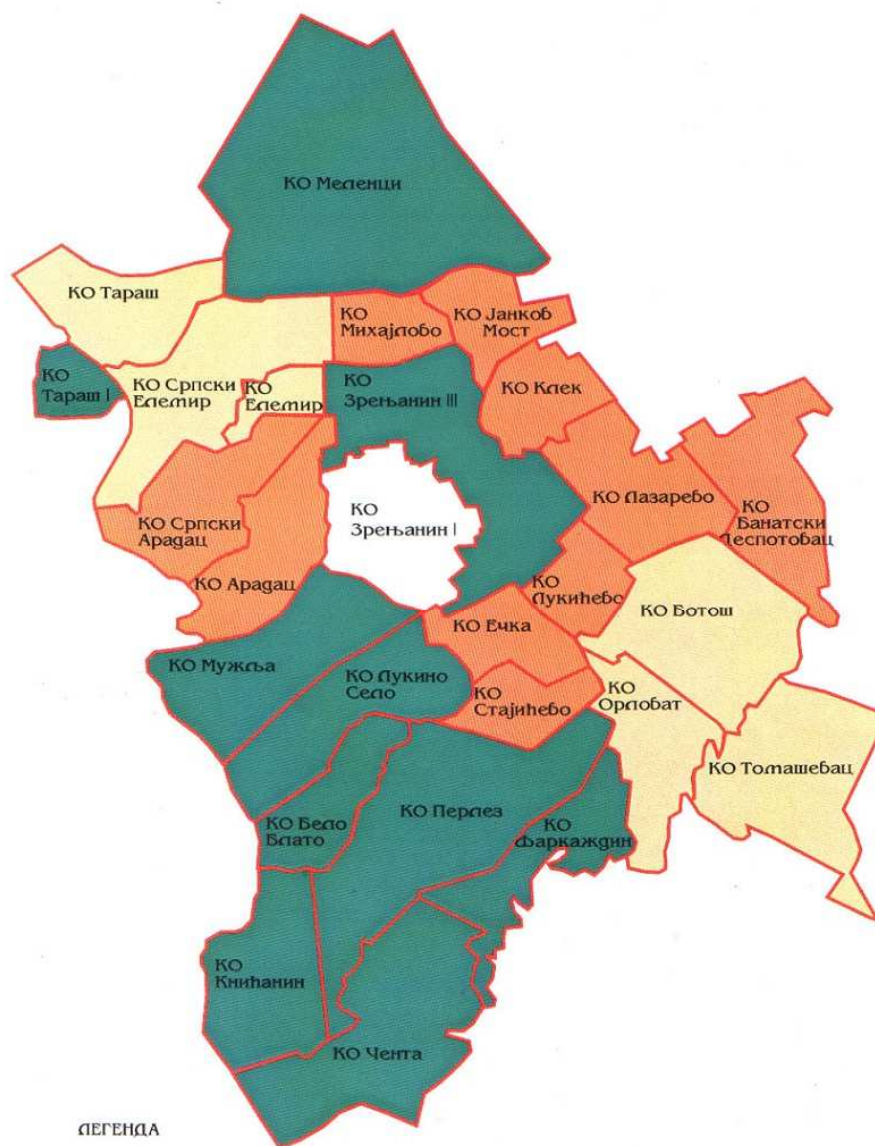 КО Меленци
КО Тараш
КО
Михајлово
КО Јанков
Мост
КО
Тараш I
КО Српски
Елемир
КО
Елемир
КО
Зрењанин III
КО Клек
КО Лазарево
КО
Банатски
Деспотовац
КО
Зрењанин I
КО Српски
Арадац
КО Арадац
КО
Лукићево
КО Ботош
КО Ечка
КО Мужља
КО Лукино
Село
КО
Стајићево
КО
Орловат
КО Томашевац
КО Перлез
КО Бело
Блато
КО
Фаркаждин
КО
Книћанин
КО Чента
ЛЕГЕНДА